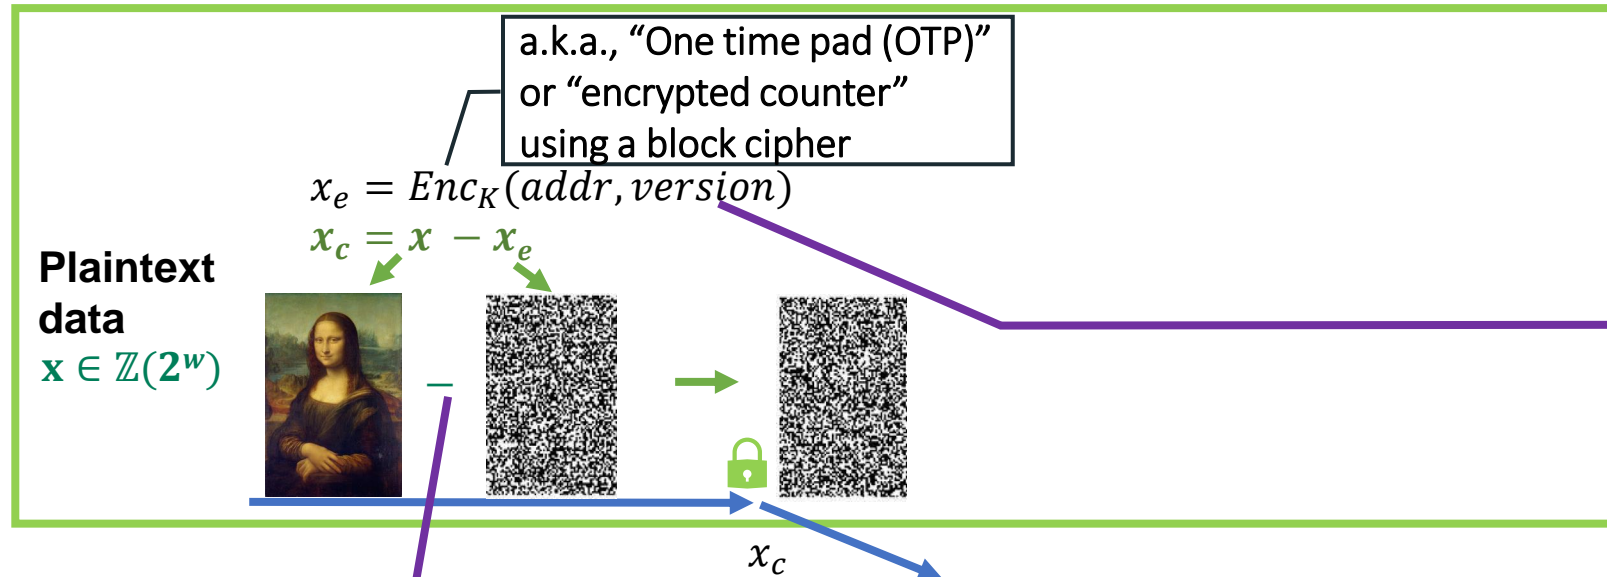 a.k.a., “One time pad (OTP)”
or “encrypted counter”
using a block cipher
x_e = Enc_K(addr, version)
x_c = x − x_e
Plaintext
data
x ∈ ℤ(2^w)
−
x_c